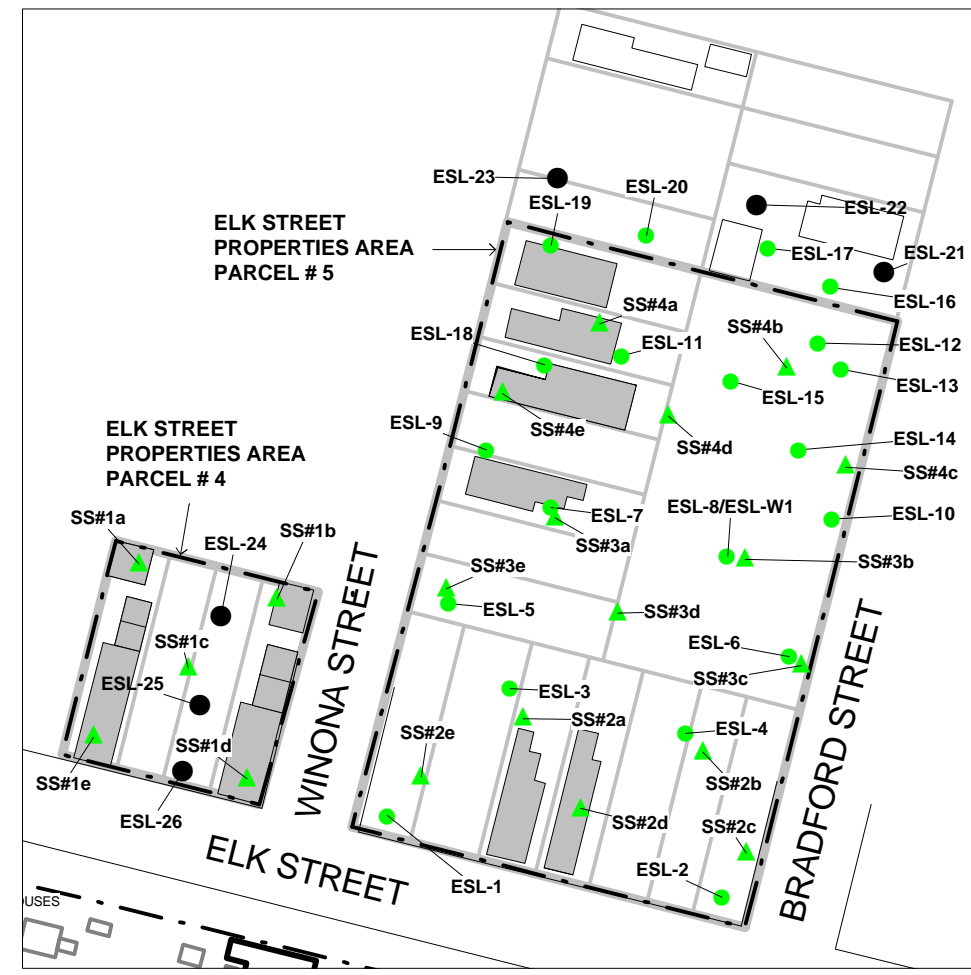 ESL-23
ESL-20
ESL-19
ESL-22
ELK STREET
PROPERTIES AREA
PARCEL # 5
ESL-17
ESL-21
ESL-16
SS#4a
SS#4b
ESL-18
ESL-11
ESL-12
ESL-13
ESL-15
SS#4e
ESL-9
SS#4d
ELK STREET
PROPERTIES AREA
PARCEL # 4
ESL-14
SS#4c
ESL-7
ESL-8/ESL-W1
ESL-10
SS#1a
SS#1b
ESL-24
SS#3a
SS#3b
SS#3e
ESL-5
SS#3d
WINONA STREET
BRADFORD STREET
SS#1c
ESL-6
SS#3c
ESL-25
ESL-3
SS#2a
ESL-4
SS#2e
SS#1d
SS#1e
SS#2b
ESL-26
SS#2d
SS#2c
ELK STREET
ESL-1
ESL-2
USES